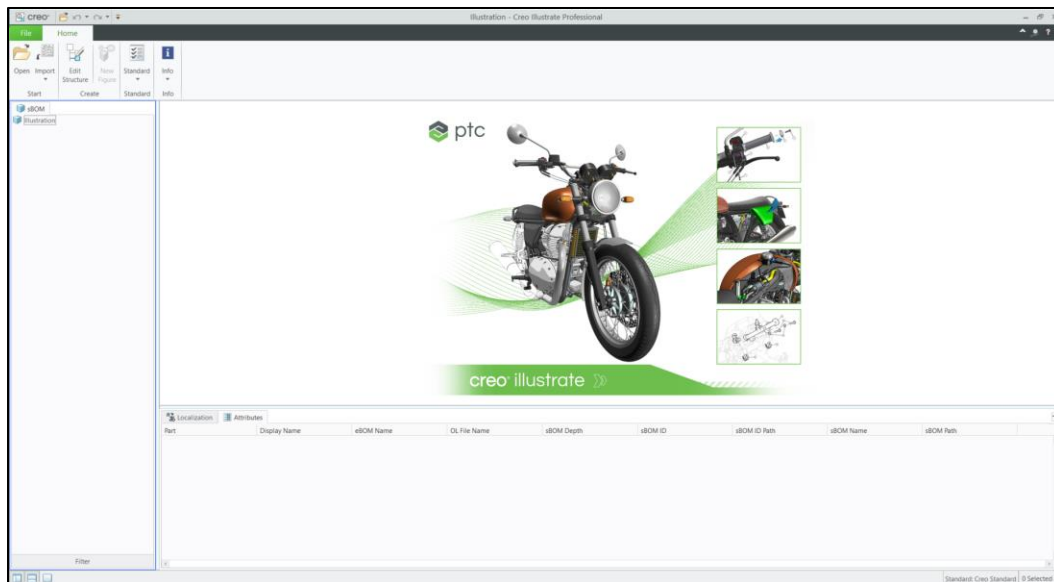 creo®
Illustration - Creo Illustrate Professional
File Home
Open Import Edit Structure New Figure Standard Info
Start Create Standard Info
sBOM
Illustration
ptc
creo® illustrate
Localization Attributes
Part Display Name eBOM Name OL File Name sBOM Depth sBOM ID sBOM ID Path sBOM Name sBOM Path
Filter
Standard: Creo Standard 0 Selected